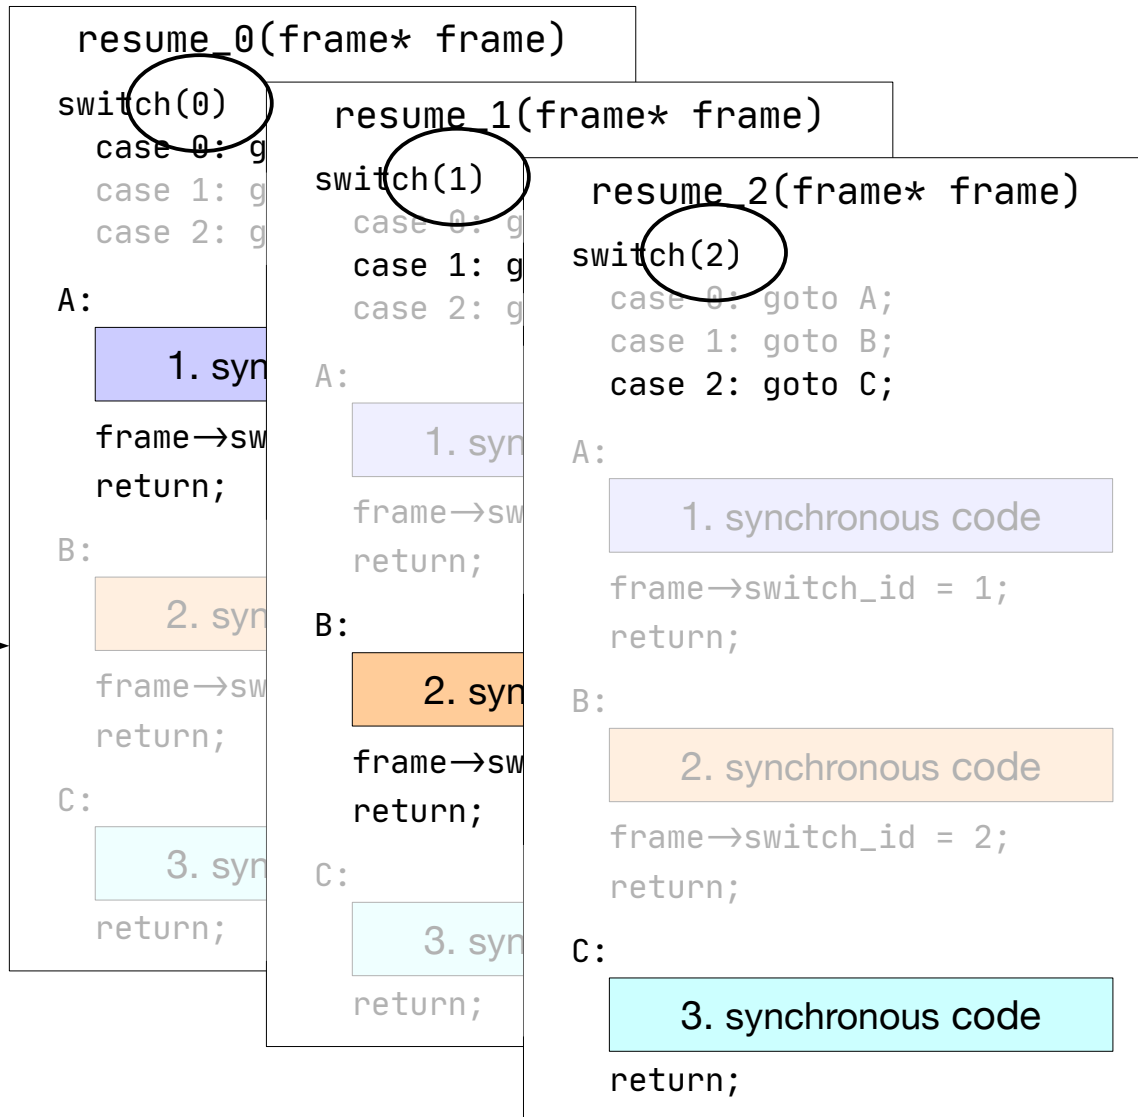 resume_0(frame* frame)
switch(0)
case 0: g
case 1: g
case 2: g
A:
1. syn
frame→sw
return;
B:
2. syn
frame→sw
return;
C:
3. syn
return;
resume_1(frame* frame)
switch(1)
case 0: g
case 1: g
case 2: g
A:
1. syn
frame→sw
return;
B:
2. syn
frame→sw
return;
C:
3. syn
return;
resume_2(frame* frame)
switch(2)
case 0: goto A;
case 1: goto B;
case 2: goto C;
A:
1. synchronous code
frame→switch_id = 1;
return;
B:
2. synchronous code
frame→switch_id = 2;
return;
C:
3. synchronous code
return;